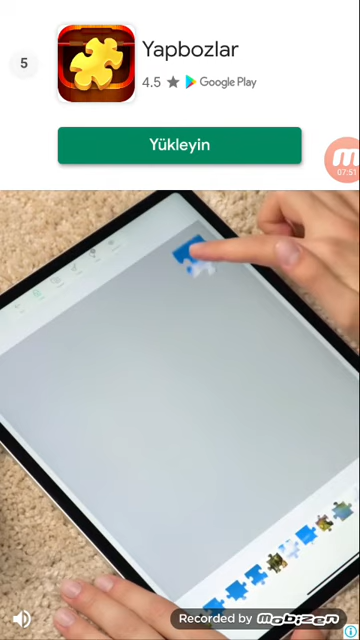 5
Yapbozlar
4.5 ★ Google Play
Yükleyin
07:51
Recorded by MOBIZEN